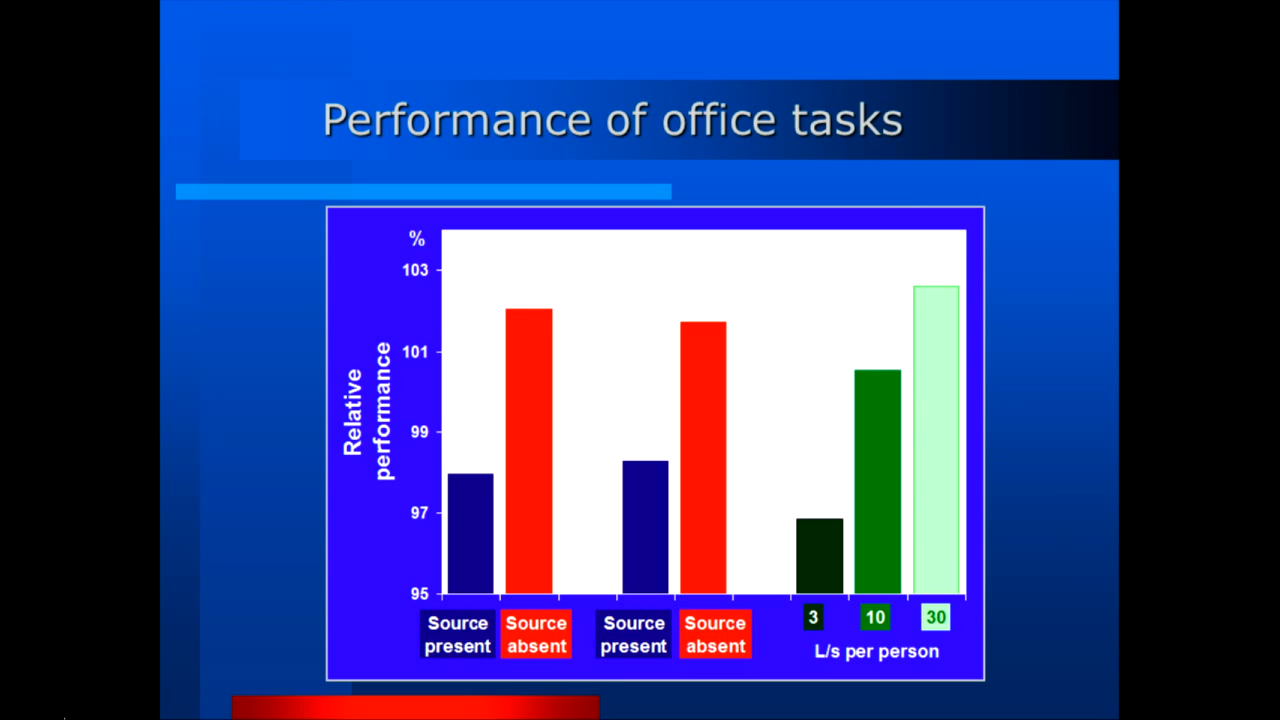 Performance of office tasks
%
103
101
99
97
95
Relative
performance
Source
present
Source
absent
Source
present
Source
absent
3
10
30
L/s per person